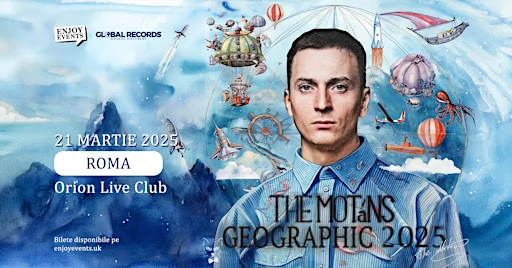 ENJOY
EVENTS
GLOBAL RECORDS
21 MARTIE 2025
ROMA
Orion Live Club
THE MOTáNS
GEOGRAPHIC 2025
Bilete disponibile pe
enjoyevents.uk